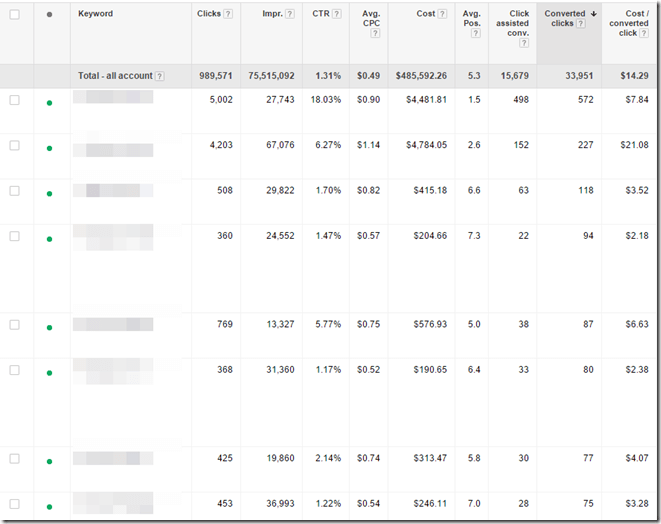 Keyword Clicks ? Impr. ? CTR ? Avg. CPC ? Cost ? Avg. Pos. ? Click assisted conv. ? Converted clicks ? ↓ Cost / converted click ?
Total - all account ? 989,571 75,515,092 1.31% $0.49 $485,592.26 5.3 15,679 33,951 $14.29
5,002 27,743 18.03% $0.90 $4,481.81 1.5 498 572 $7.84
4,203 67,076 6.27% $1.14 $4,784.05 2.6 152 227 $21.08
508 29,822 1.70% $0.82 $415.18 6.6 63 118 $3.52
360 24,552 1.47% $0.57 $204.66 7.3 22 94 $2.18
769 13,327 5.77% $0.75 $576.93 5.0 38 87 $6.63
368 31,360 1.17% $0.52 $190.65 6.4 33 80 $2.38
425 19,860 2.14% $0.74 $313.47 5.8 30 77 $4.07
453 36,993 1.22% $0.54 $246.11 7.0 28 75 $3.28